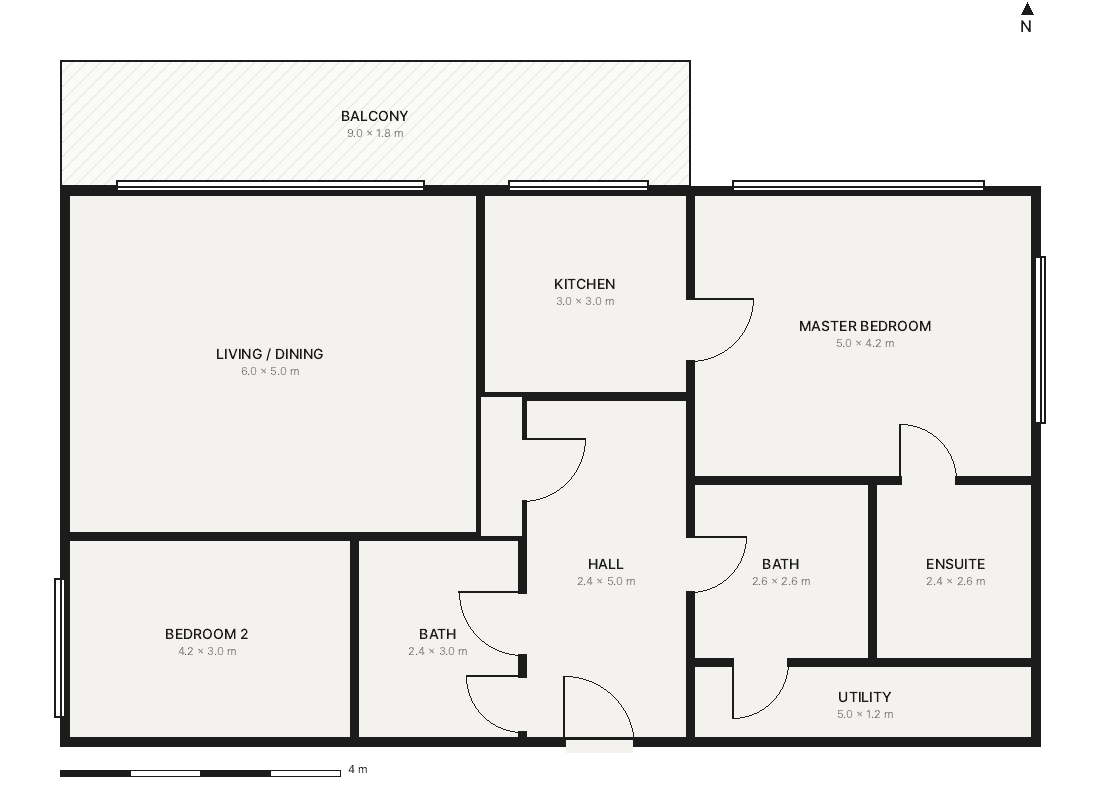 N
BALCONY
9.0 × 1.8 m
KITCHEN
3.0 × 3.0 m
MASTER BEDROOM
5.0 × 4.2 m
LIVING / DINING
6.0 × 5.0 m
HALL
2.4 × 5.0 m
BATH
2.6 × 2.6 m
ENSUITE
2.4 × 2.6 m
BEDROOM 2
4.2 × 3.0 m
BATH
2.4 × 3.0 m
UTILITY
5.0 × 1.2 m
4 m